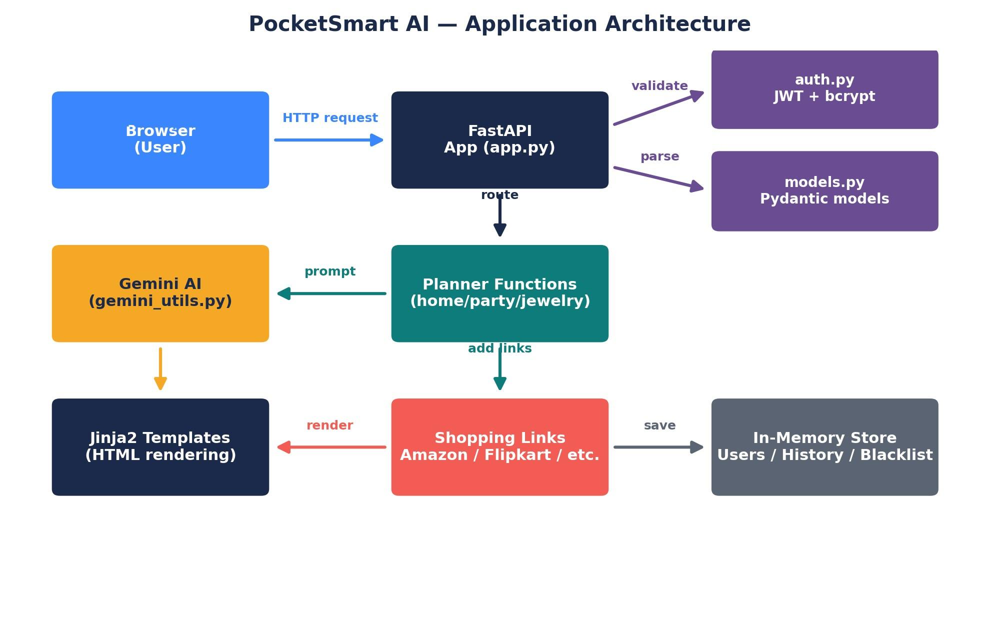 PocketSmart AI — Application Architecture
auth.py
JWT + bcrypt
validate
Browser
(User)
HTTP request
FastAPI
App (app.py)
parse
models.py
Pydantic models
route
Gemini AI
(gemini_utils.py)
prompt
Planner Functions
(home/party/jewelry)
add links
Jinja2 Templates
(HTML rendering)
render
Shopping Links
Amazon / Flipkart / etc.
save
In-Memory Store
Users / History / Blacklist